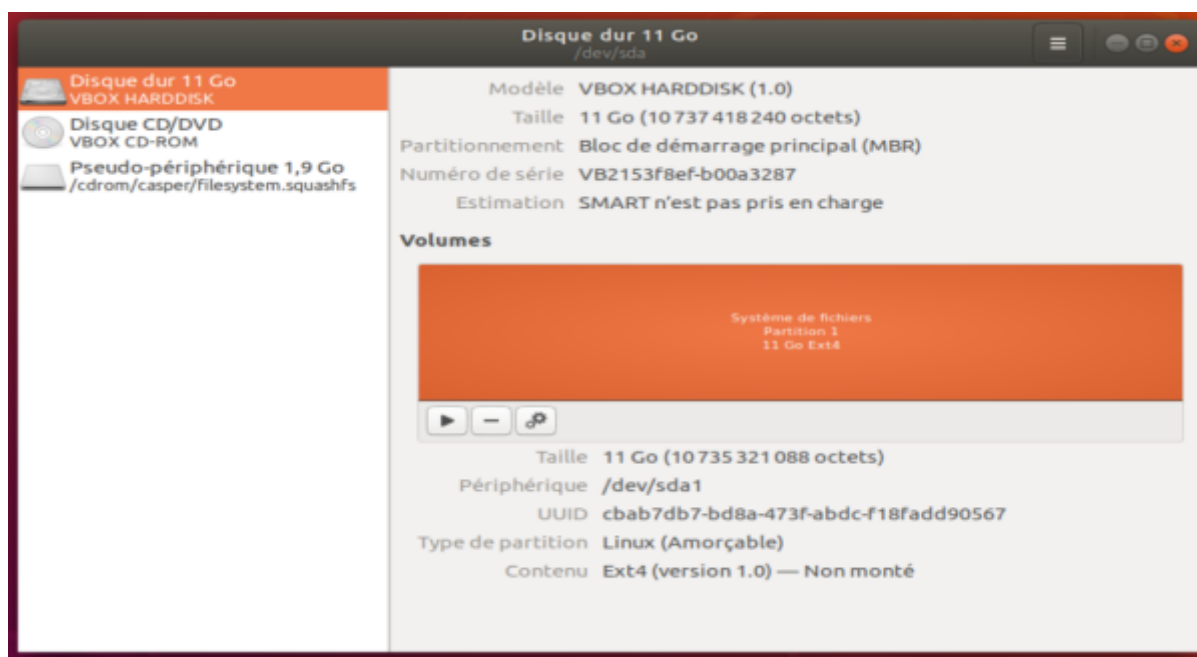 Disque dur 11 Go
/dev/sda
Disque dur 11 Go
VBOX HARDDISK
Disque CD/DVD
VBOX CD-ROM
Pseudo-périphérique 1,9 Go
/cdrom/casper/filesystem.squashfs
Modèle VBOX HARDDISK (1.0)
Taille 11 Go (10 737 418 240 octets)
Partitionnement Bloc de démarrage principal (MBR)
Numéro de série VB2153f8ef-b00a3287
Estimation SMART n'est pas pris en charge
Volumes
Système de fichiers
Partition 1
11 Go Ext4
Taille 11 Go (10 735 321 088 octets)
Périphérique /dev/sda1
UUID cbab7db7-bd8a-473f-abdc-f18fadd90567
Type de partition Linux (Amorçable)
Contenu Ext4 (version 1.0) — Non monté